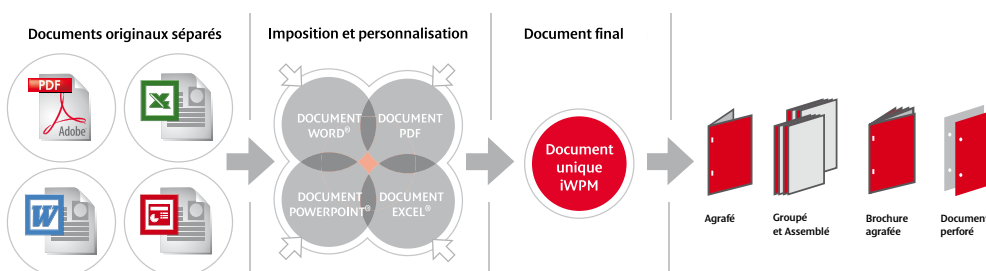 Documents originaux séparés
Imposition et personnalisation
Document final
PDF
Adobe
X
W
DOCUMENT
WORD®
DOCUMENT
PDF
DOCUMENT
POWERPOINT®
DOCUMENT
EXCEL®
Document
unique
iWPM
Agrafé
Groupé
et Assemblé
Brochure
agrafée
Document
perforé